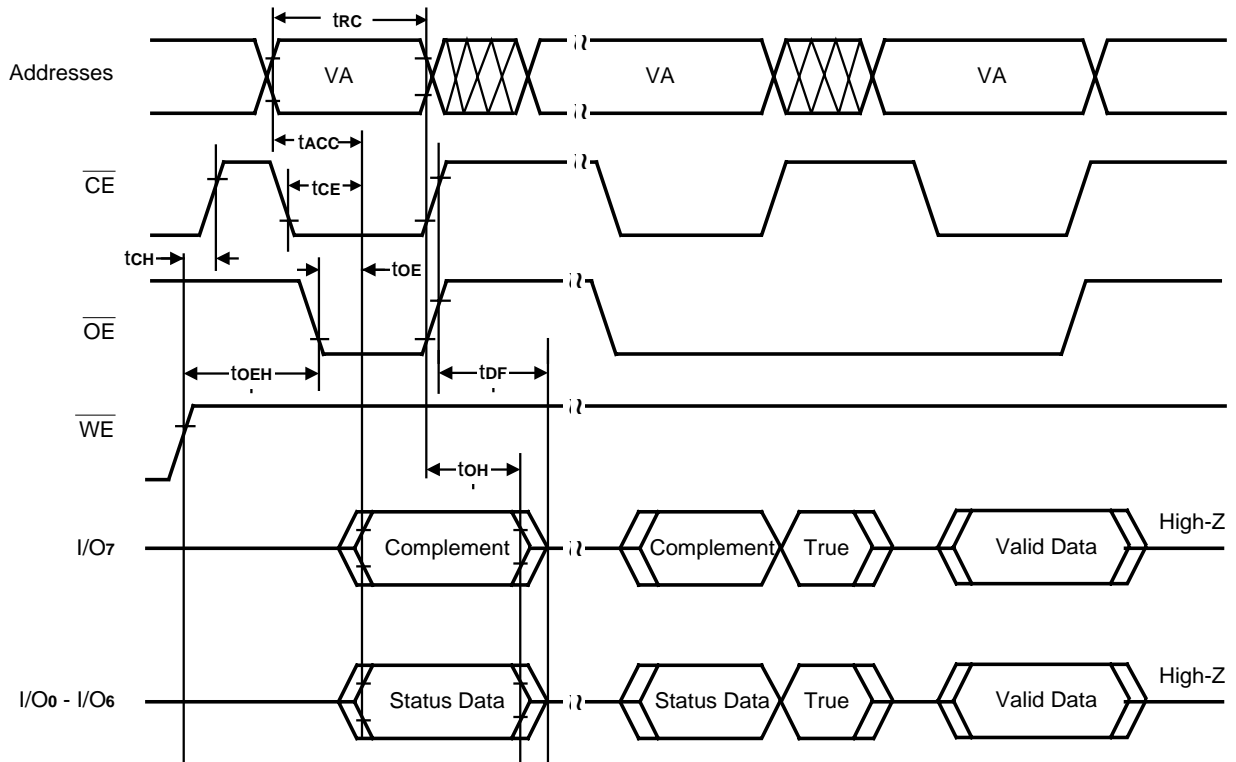 tRC
Addresses VA VA VA
tACC
CE tCE
tCH tOE
OE
tOEH tDF
WE
tOH
High-Z
I/O7 Complement Complement True Valid Data
High-Z
I/O0 - I/O6 Status Data Status Data True Valid Data